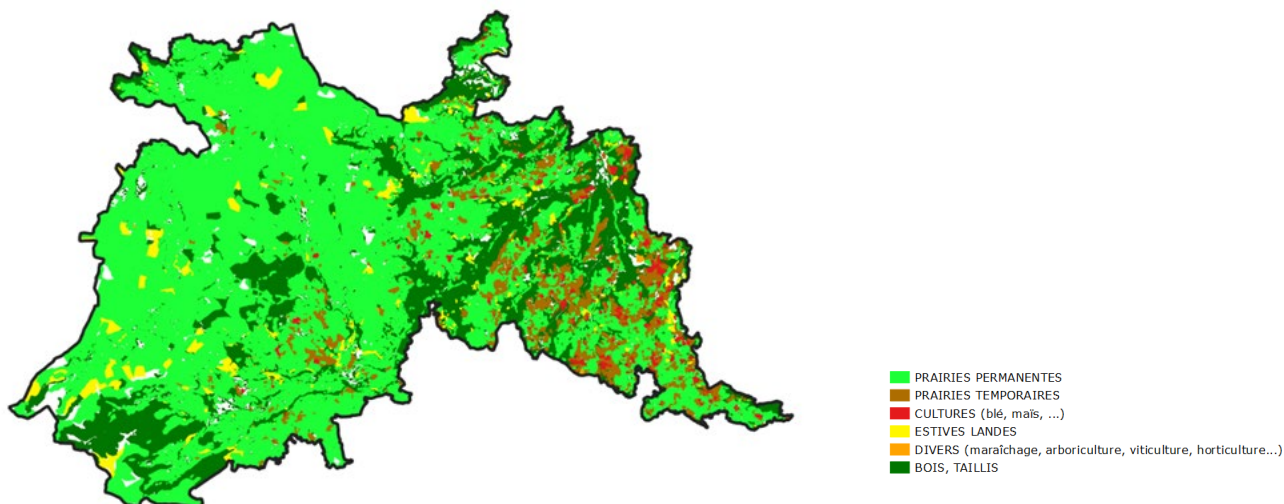 PRAIRIES PERMANENTES
PRAIRIES TEMPORAIRES
CULTURES (blé, maïs, ...)
ESTIVES LANDES
DIVERS (maraîchage, arboriculture, viticulture, horticulture...)
BOIS, TAILLIS